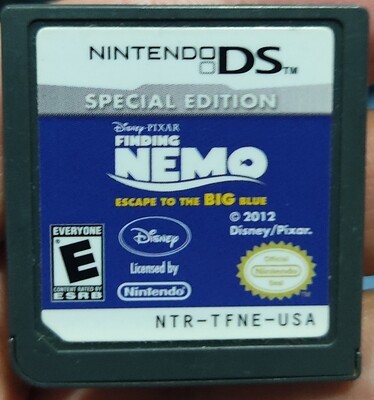 NINTENDO DS™
SPECIAL EDITION
Disney·PIXAR
FINDING
NEMO
ESCAPE TO THE BIG BLUE
© 2012
Disney/Pixar.
EVERYONE
E
CONTENT RATED BY
ESRB
Disney
Licensed by
Nintendo
Official
Nintendo
Seal
NTR-TFNE-USA